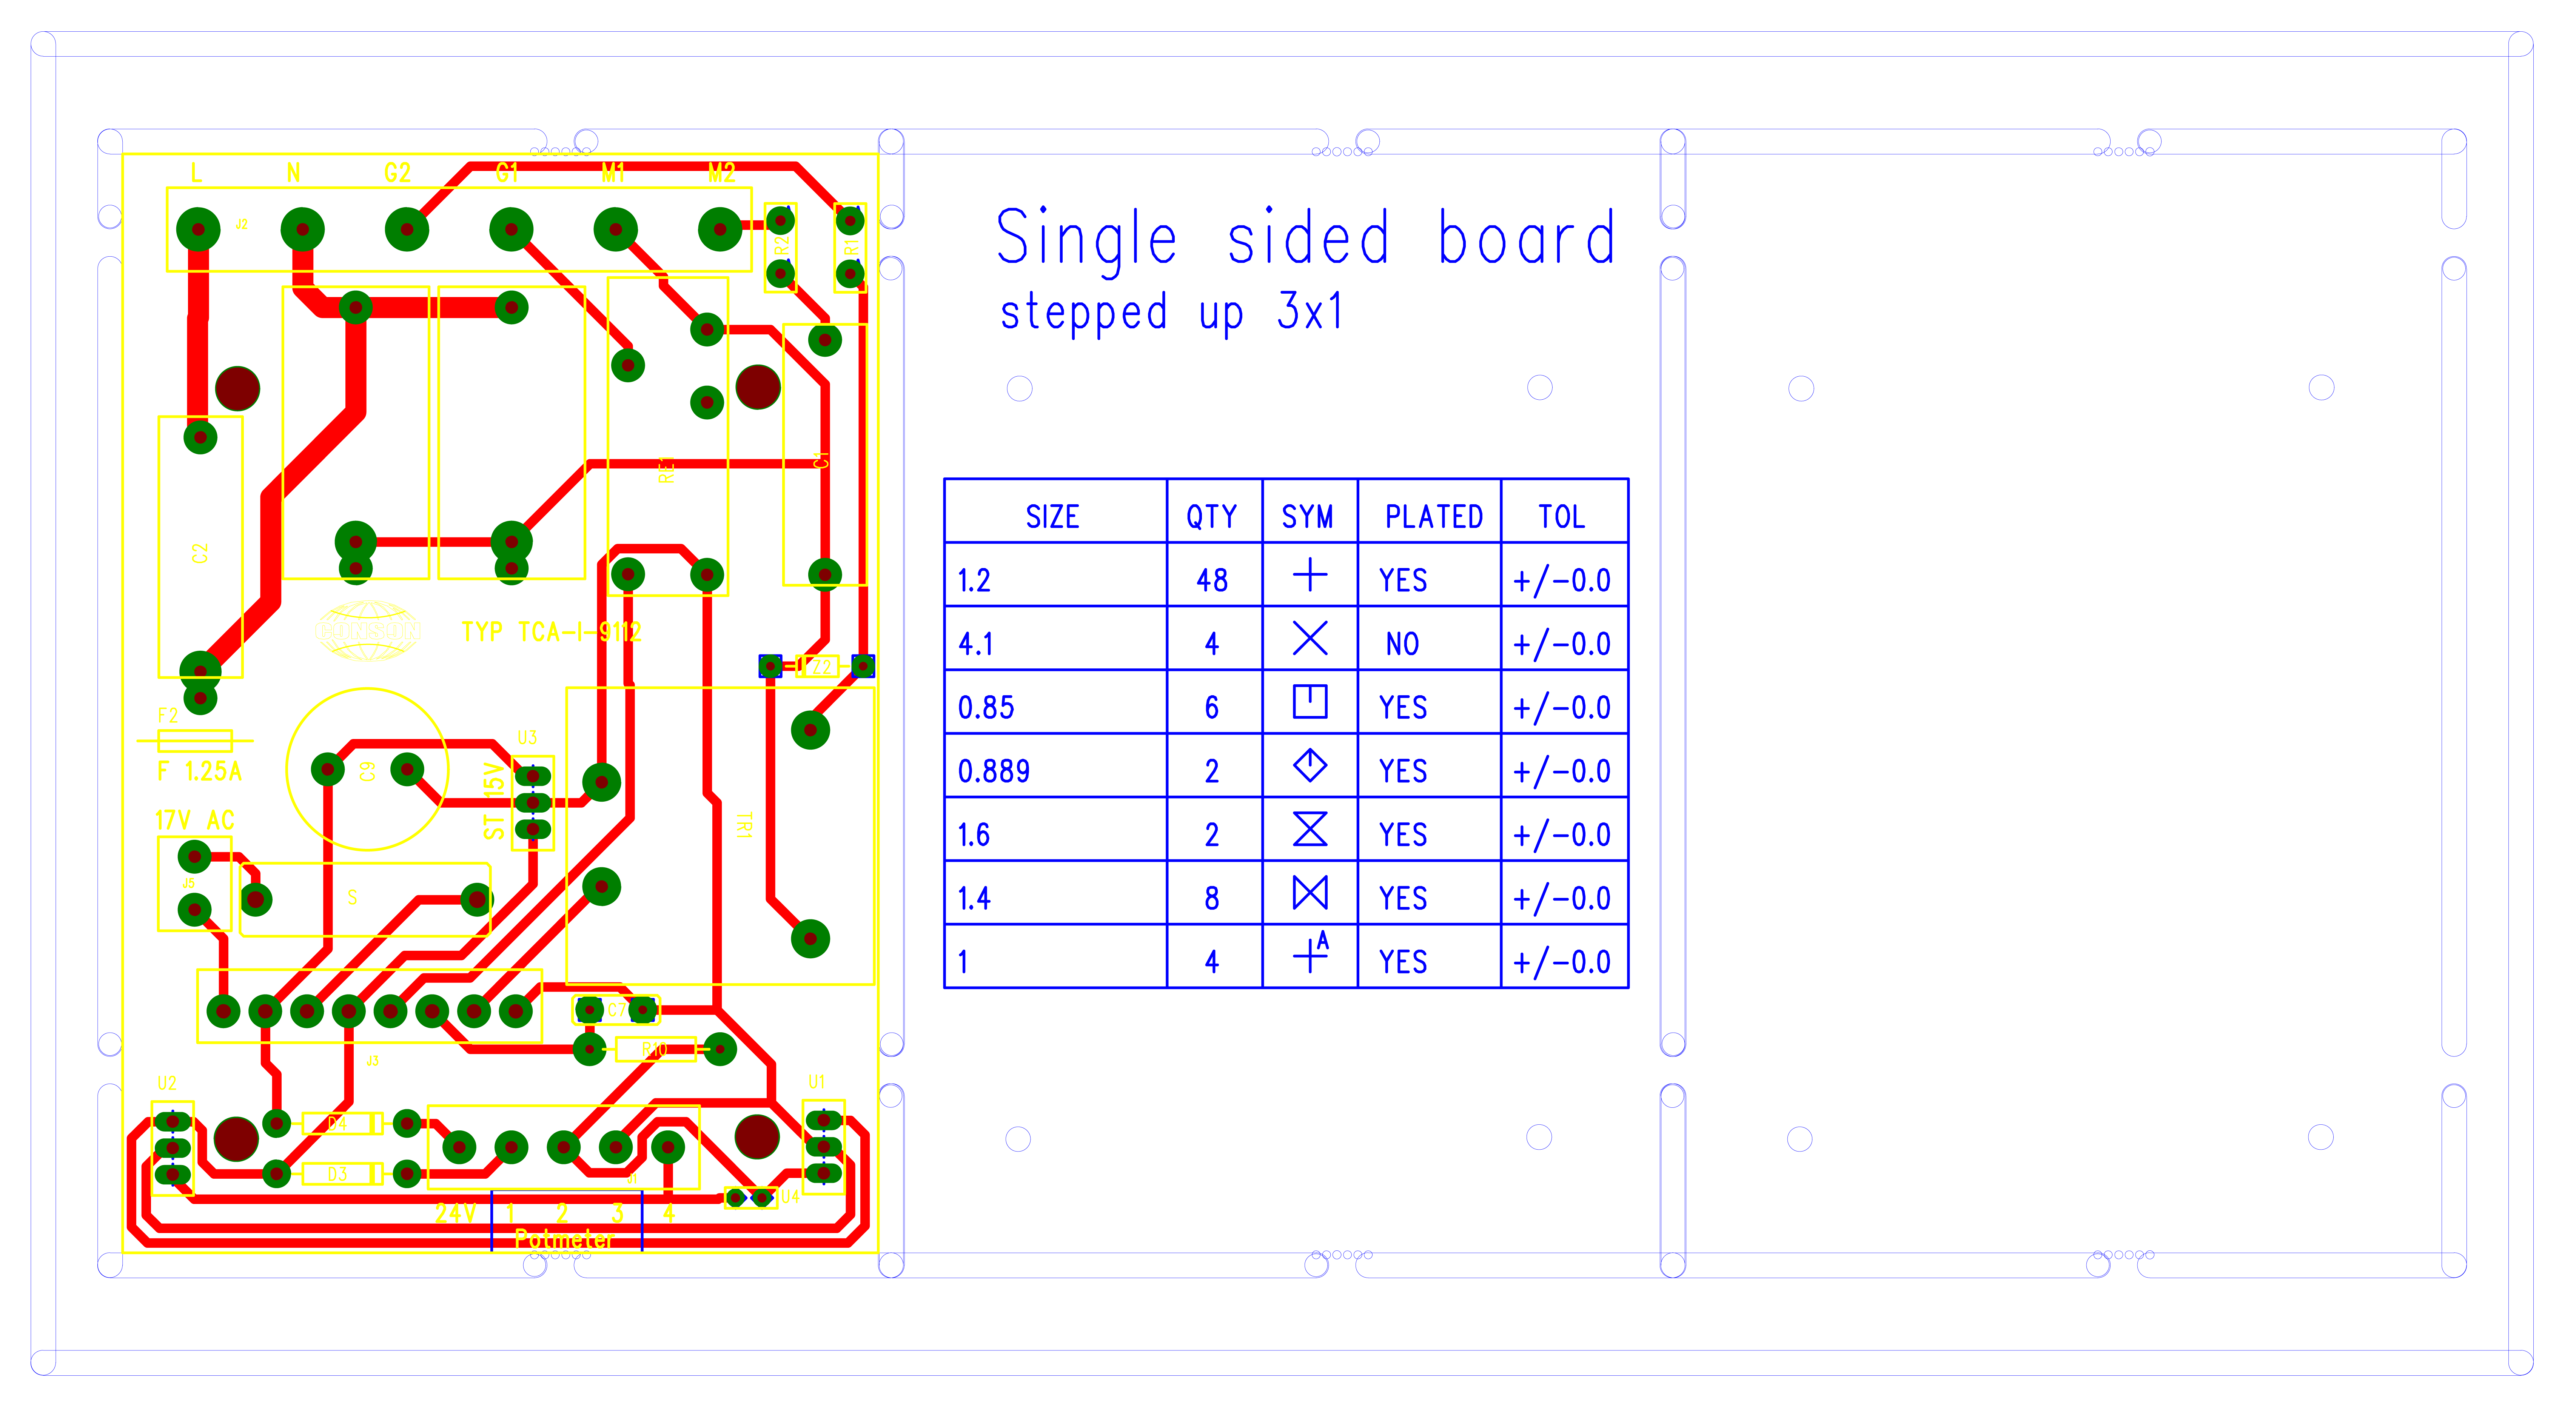 L N G2 G1 M1 M2
J2
R2
R1
Single sided board
stepped up 3x1
RE1
C1
C2
TYP TCA-I-9112
Z2
F2
F 1.25A
C9
U3
ST 15V
TR1
17V AC
J5
S
C7
R10
J3
U2
U1
D4
D3
J1
U4
24V 1 2 3 4
Potmeter
SIZE QTY SYM PLATED TOL
1.2 48 YES +/-0.0
4.1 4 NO +/-0.0
0.85 6 YES +/-0.0
0.889 2 YES +/-0.0
1.6 2 YES +/-0.0
1.4 8 YES +/-0.0
1 4 A YES +/-0.0